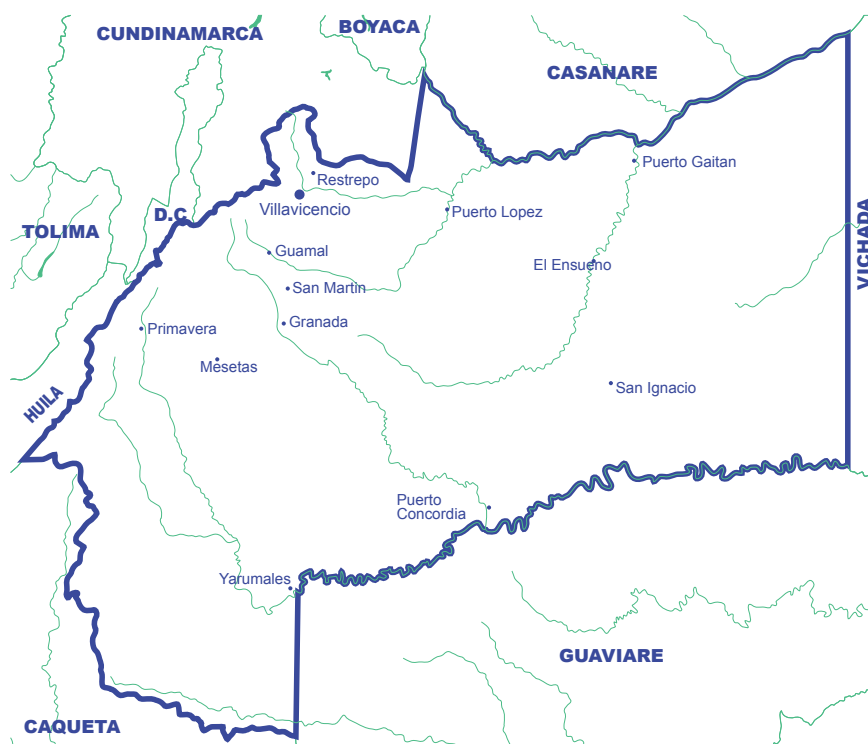 BOYACA
CUNDINAMARCA
CASANARE
Puerto Gaitan
Restrepo
Villavicencio
Puerto Lopez
D.C.
TOLIMA
VICHADA
Guamal
El Ensueno
San Martin
Granada
Primavera
Mesetas
San Ignacio
HUILA
Puerto
Concordia
Yarumales
GUAVIARE
CAQUETA